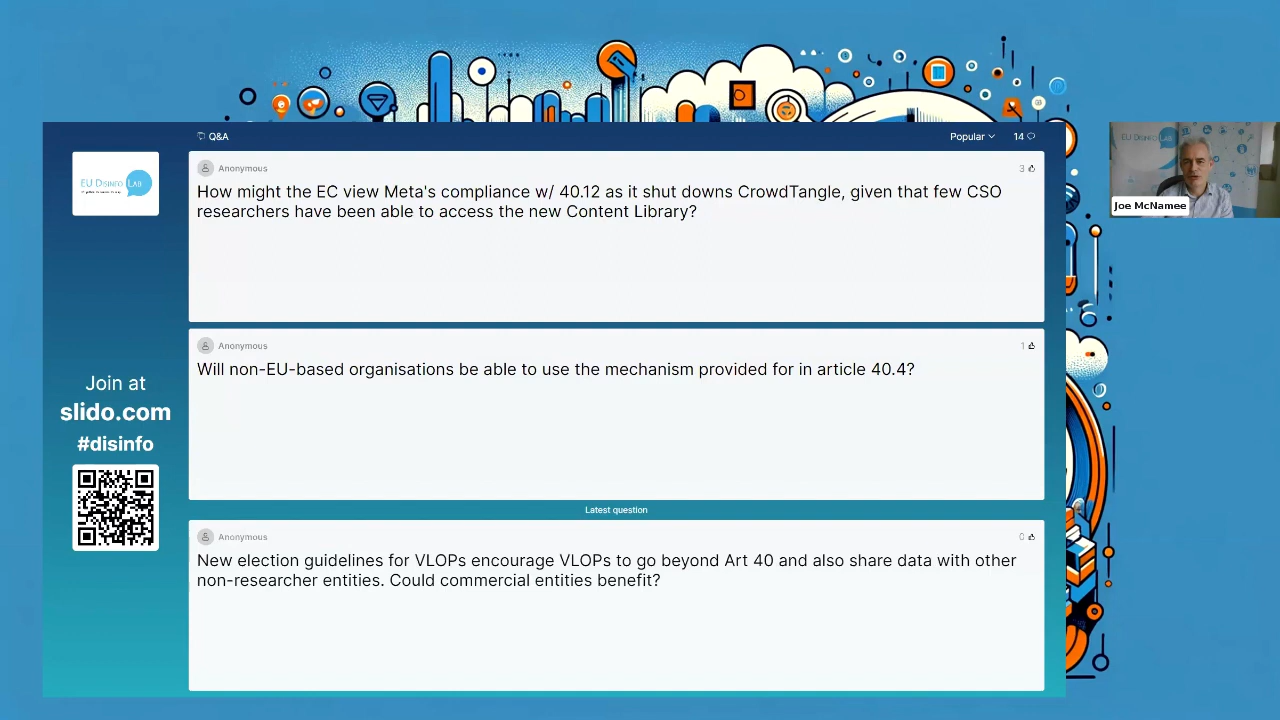 Q&A
Popular
14
EU DISINFO LAB
Anonymous
3
How might the EC view Meta's compliance w/ 40.12 as it shut downs CrowdTangle, given that few CSO
researchers have been able to access the new Content Library?
Anonymous
1
Will non-EU-based organisations be able to use the mechanism provided for in article 40.4?
Join at
slido.com
#disinfo
Latest question
Anonymous
0
New election guidelines for VLOPs encourage VLOPs to go beyond Art 40 and also share data with other
non-researcher entities. Could commercial entities benefit?
EU DISINFO LAB
Joe McNamee